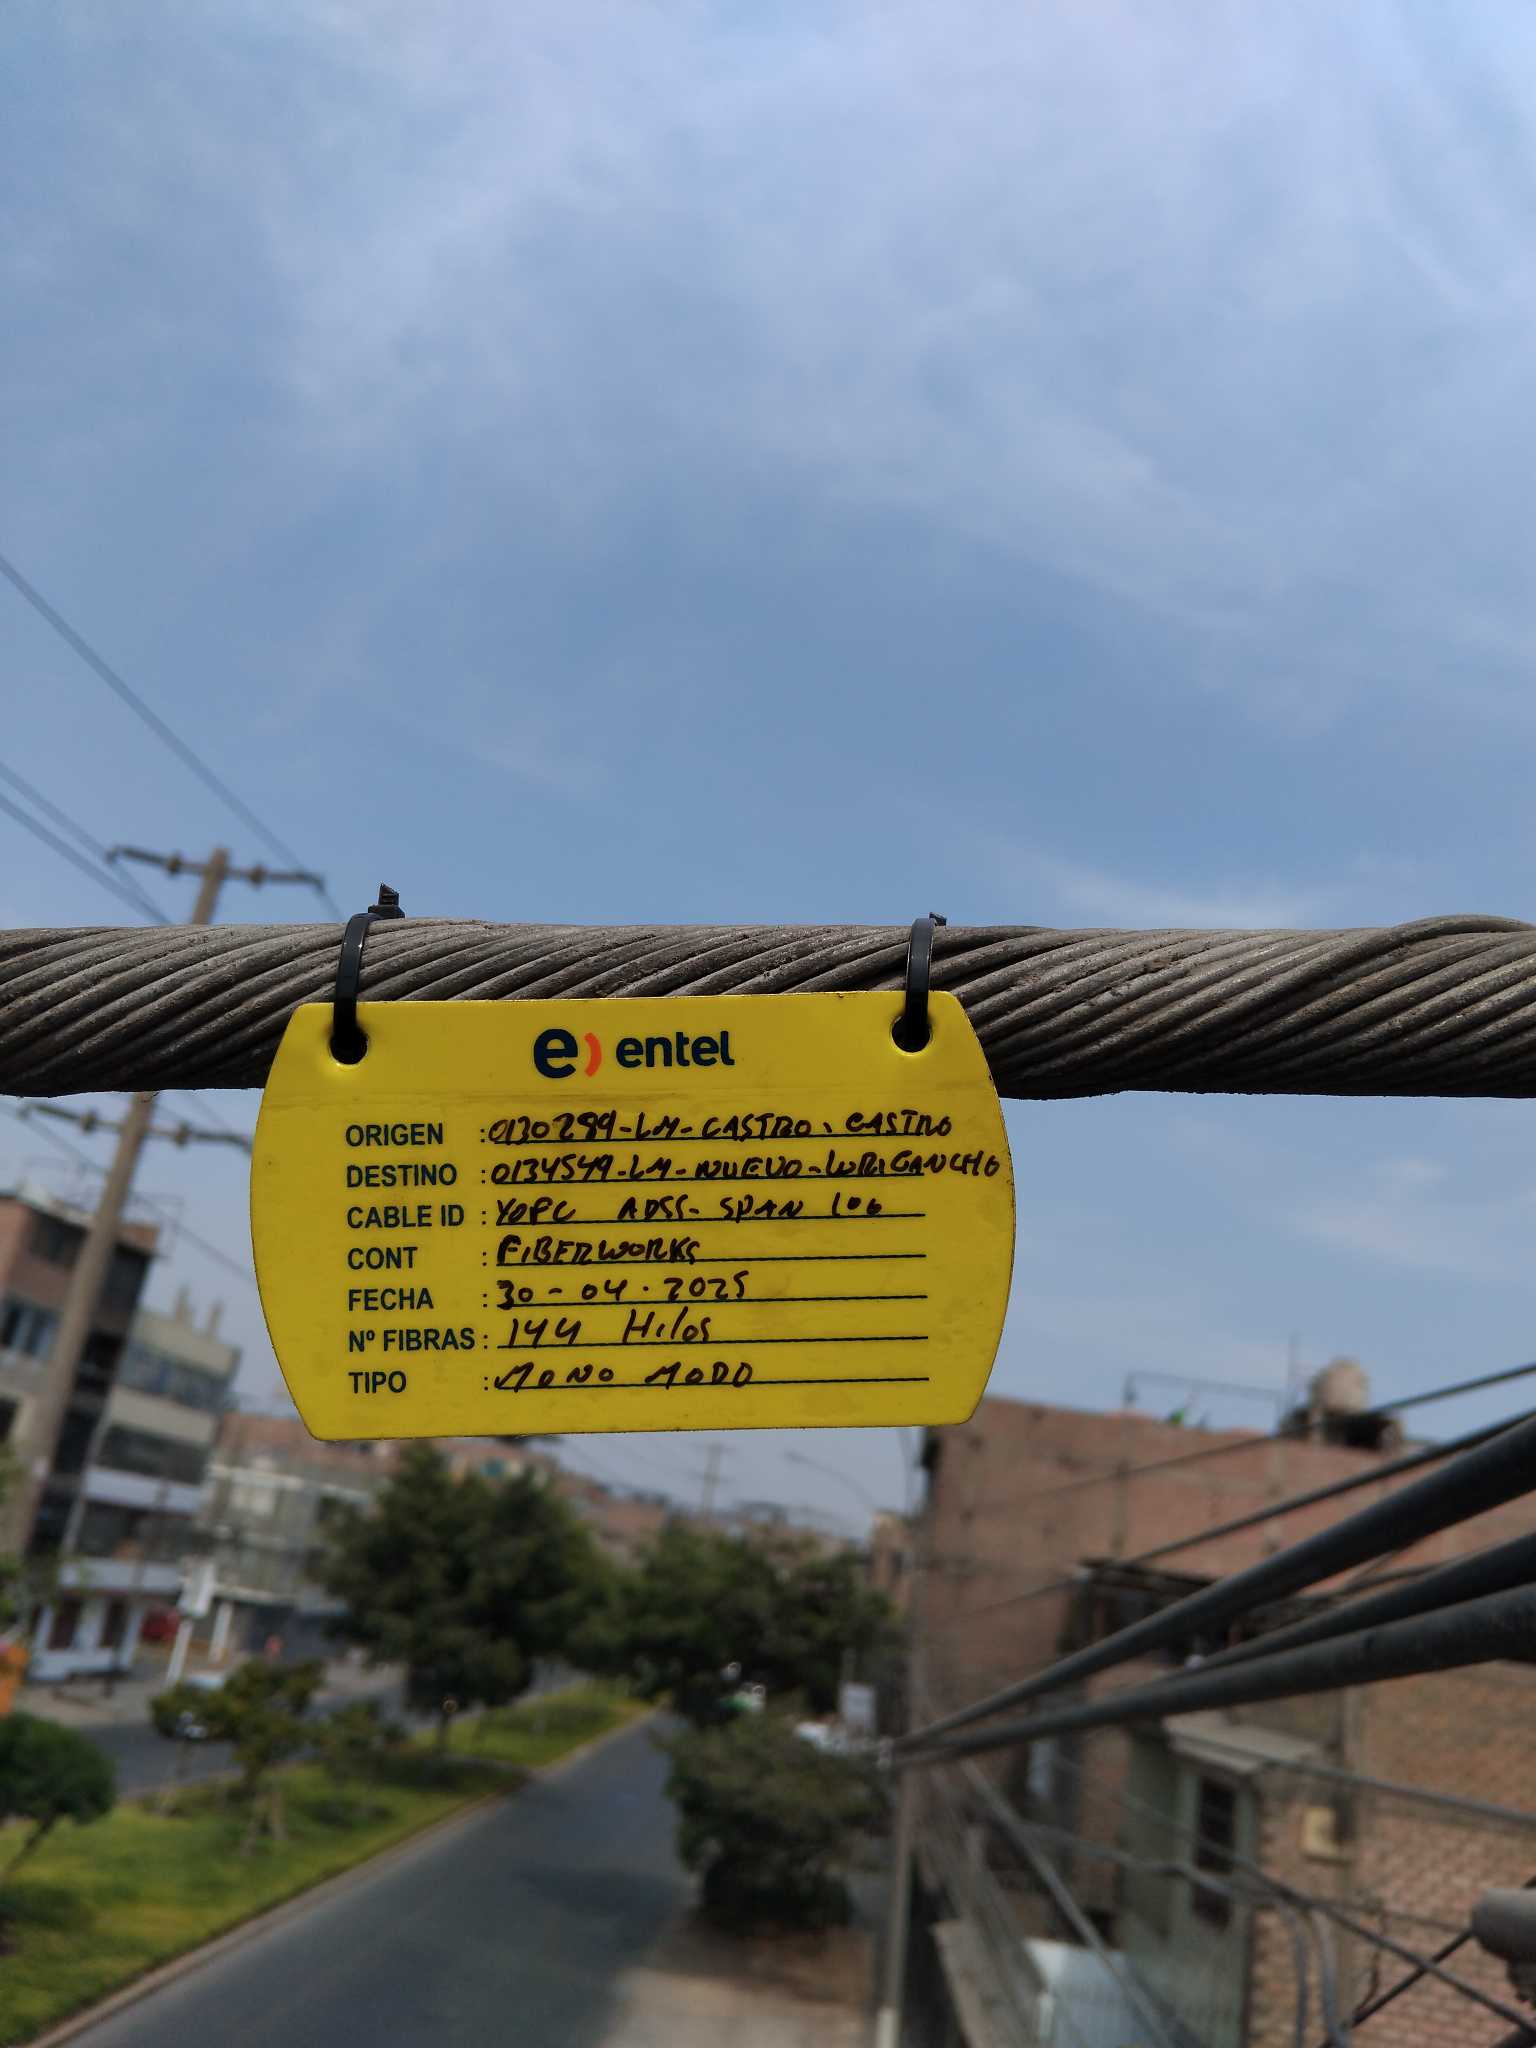 e) entel
ORIGEN : 0130289-LM-CASTRO. CASTRO
DESTINO : 0134549-LM-NUEVO-LURIGANCHO
CABLE ID : YOFC ADSS- SPAN 100
CONT : FIBERWORKS
FECHA : 30-04.2025
Nº FIBRAS : 144 Hilos
TIPO : MONO MODO